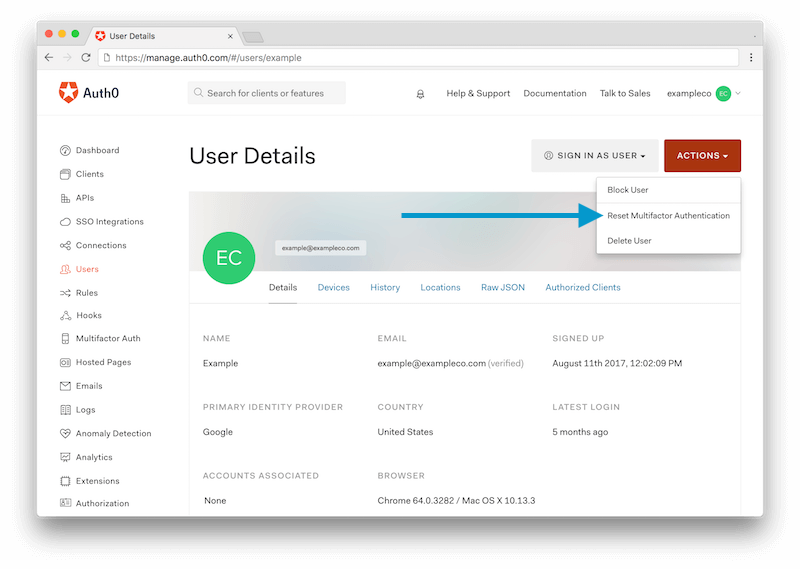 User Details
https://manage.auth0.com/#/users/example
Auth0
Search for clients or features
Help & Support
Documentation
Talk to Sales
exampleco
EC
Dashboard
Clients
APIs
SSO Integrations
Connections
Users
Rules
Hooks
Multifactor Auth
Hosted Pages
Emails
Logs
Anomaly Detection
Analytics
Extensions
Authorization
User Details
SIGN IN AS USER
ACTIONS
Block User
Reset Multifactor Authentication
Delete User
EC
example@exampleco.com
Details
Devices
History
Locations
Raw JSON
Authorized Clients
NAME
Example
EMAIL
example@exampleco.com (verified)
SIGNED UP
August 11th 2017, 12:02:09 PM
PRIMARY IDENTITY PROVIDER
Google
COUNTRY
United States
LATEST LOGIN
5 months ago
ACCOUNTS ASSOCIATED
None
BROWSER
Chrome 64.0.3282 / Mac OS X 10.13.3